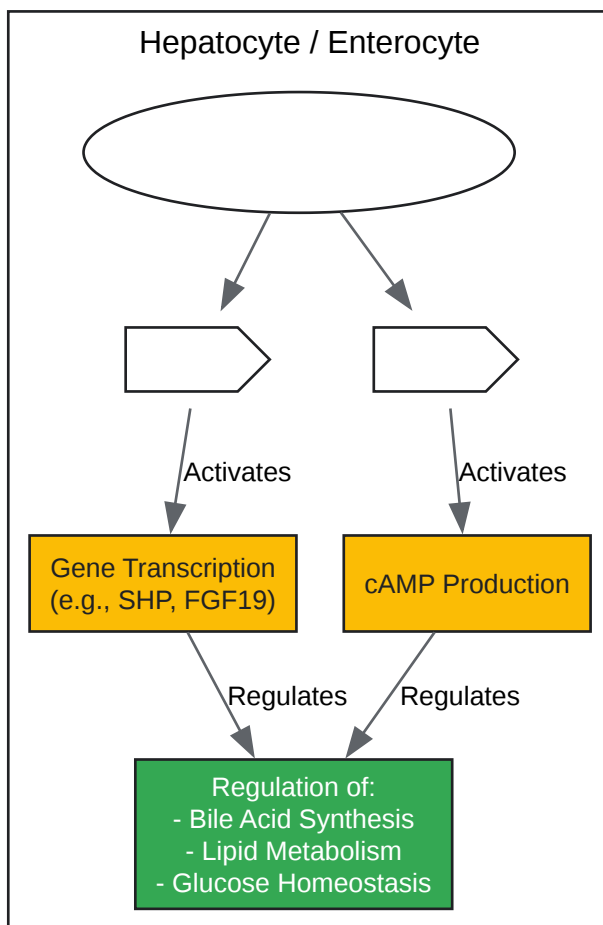 Hepatocyte / Enterocyte
Activates
Activates
Gene Transcription
(e.g., SHP, FGF19)
cAMP Production
Regulates
Regulates
Regulation of:
- Bile Acid Synthesis
- Lipid Metabolism
- Glucose Homeostasis